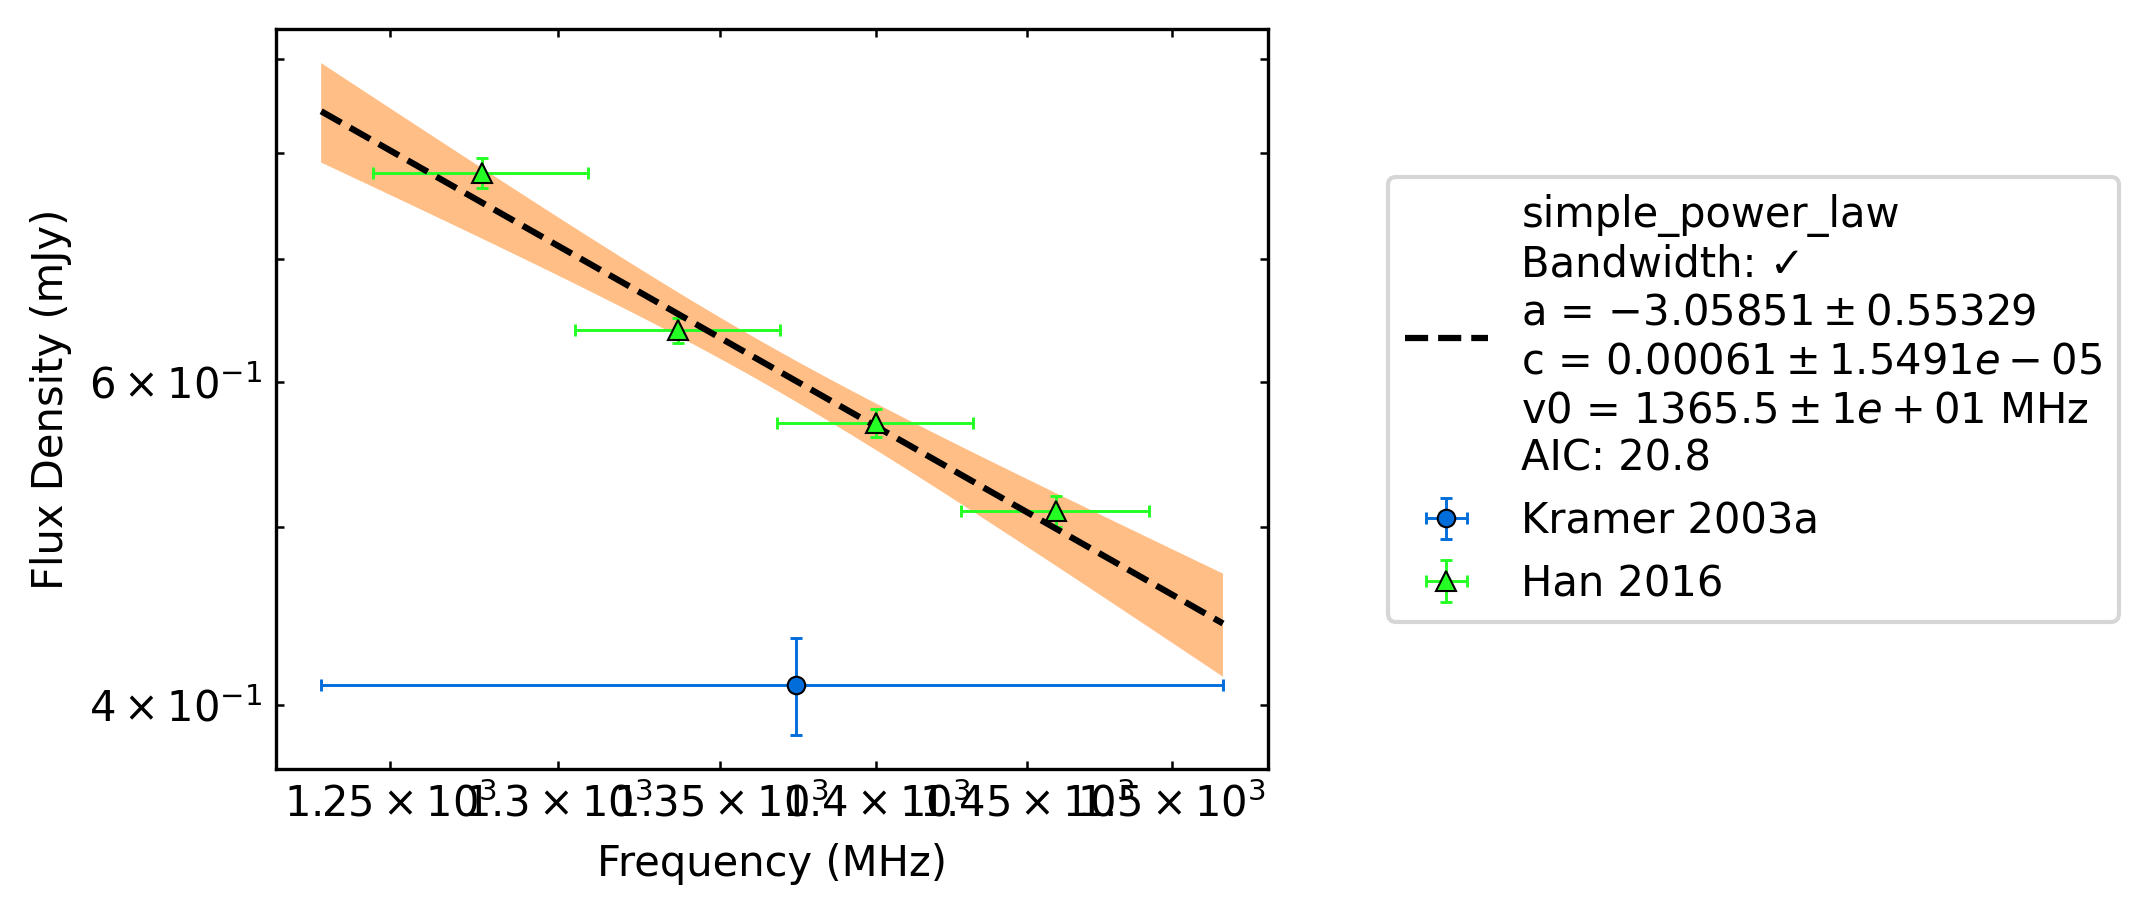 Flux Density (mJy)
6 × 10⁻¹
4 × 10⁻¹
1.25 × 10³ 1.3 × 10³ 1.35 × 10³ 1.4 × 10³ 1.45 × 10³ 1.5 × 10³
Frequency (MHz)
simple_power_law
Bandwidth: ✓
a = −3.05851 ± 0.55329
c = 0.00061 ± 1.5491e − 05
v0 = 1365.5 ± 1e + 01 MHz
AIC: 20.8
Kramer 2003a
Han 2016